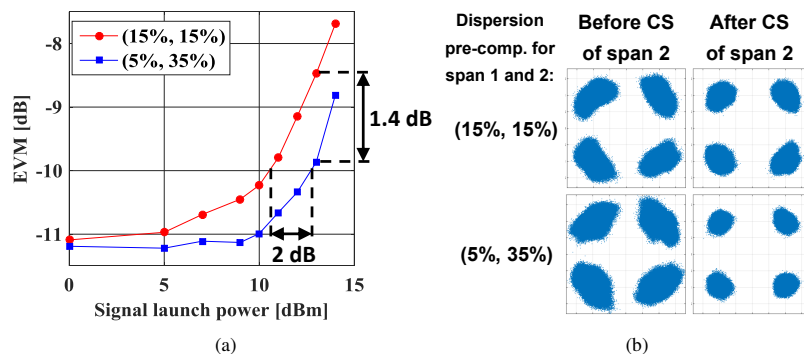 (15%, 15%)
(5%, 35%)
-8
-9
-10
-11
EVM [dB]
1.4 dB
2 dB
0
5
10
15
Signal launch power [dBm]
(a)
Dispersion
pre-comp. for
span 1 and 2:
Before CS
of span 2
After CS
of span 2
(15%, 15%)
(5%, 35%)
(b)